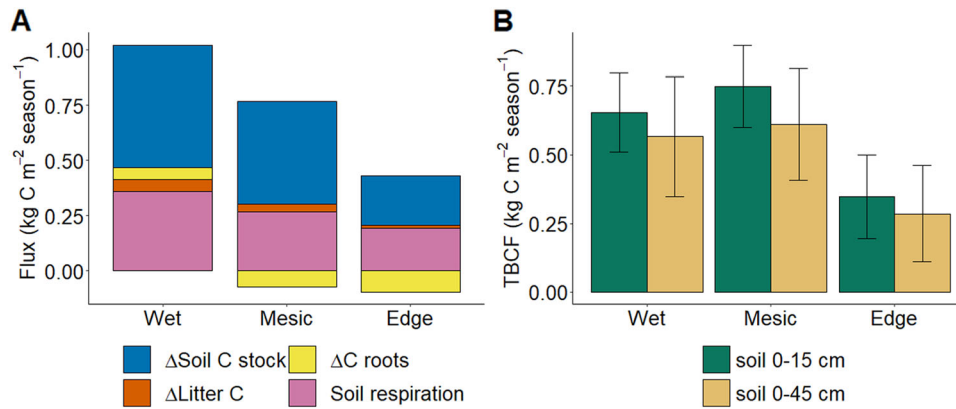 A
Flux (kg C m⁻² season⁻¹)
1.00
0.75
0.50
0.25
0.00
Wet Mesic Edge
ΔSoil C stock ΔC roots
ΔLitter C Soil respiration
B
TBCF (kg C m⁻² season⁻¹)
0.75
0.50
0.25
0.00
Wet Mesic Edge
soil 0-15 cm
soil 0-45 cm